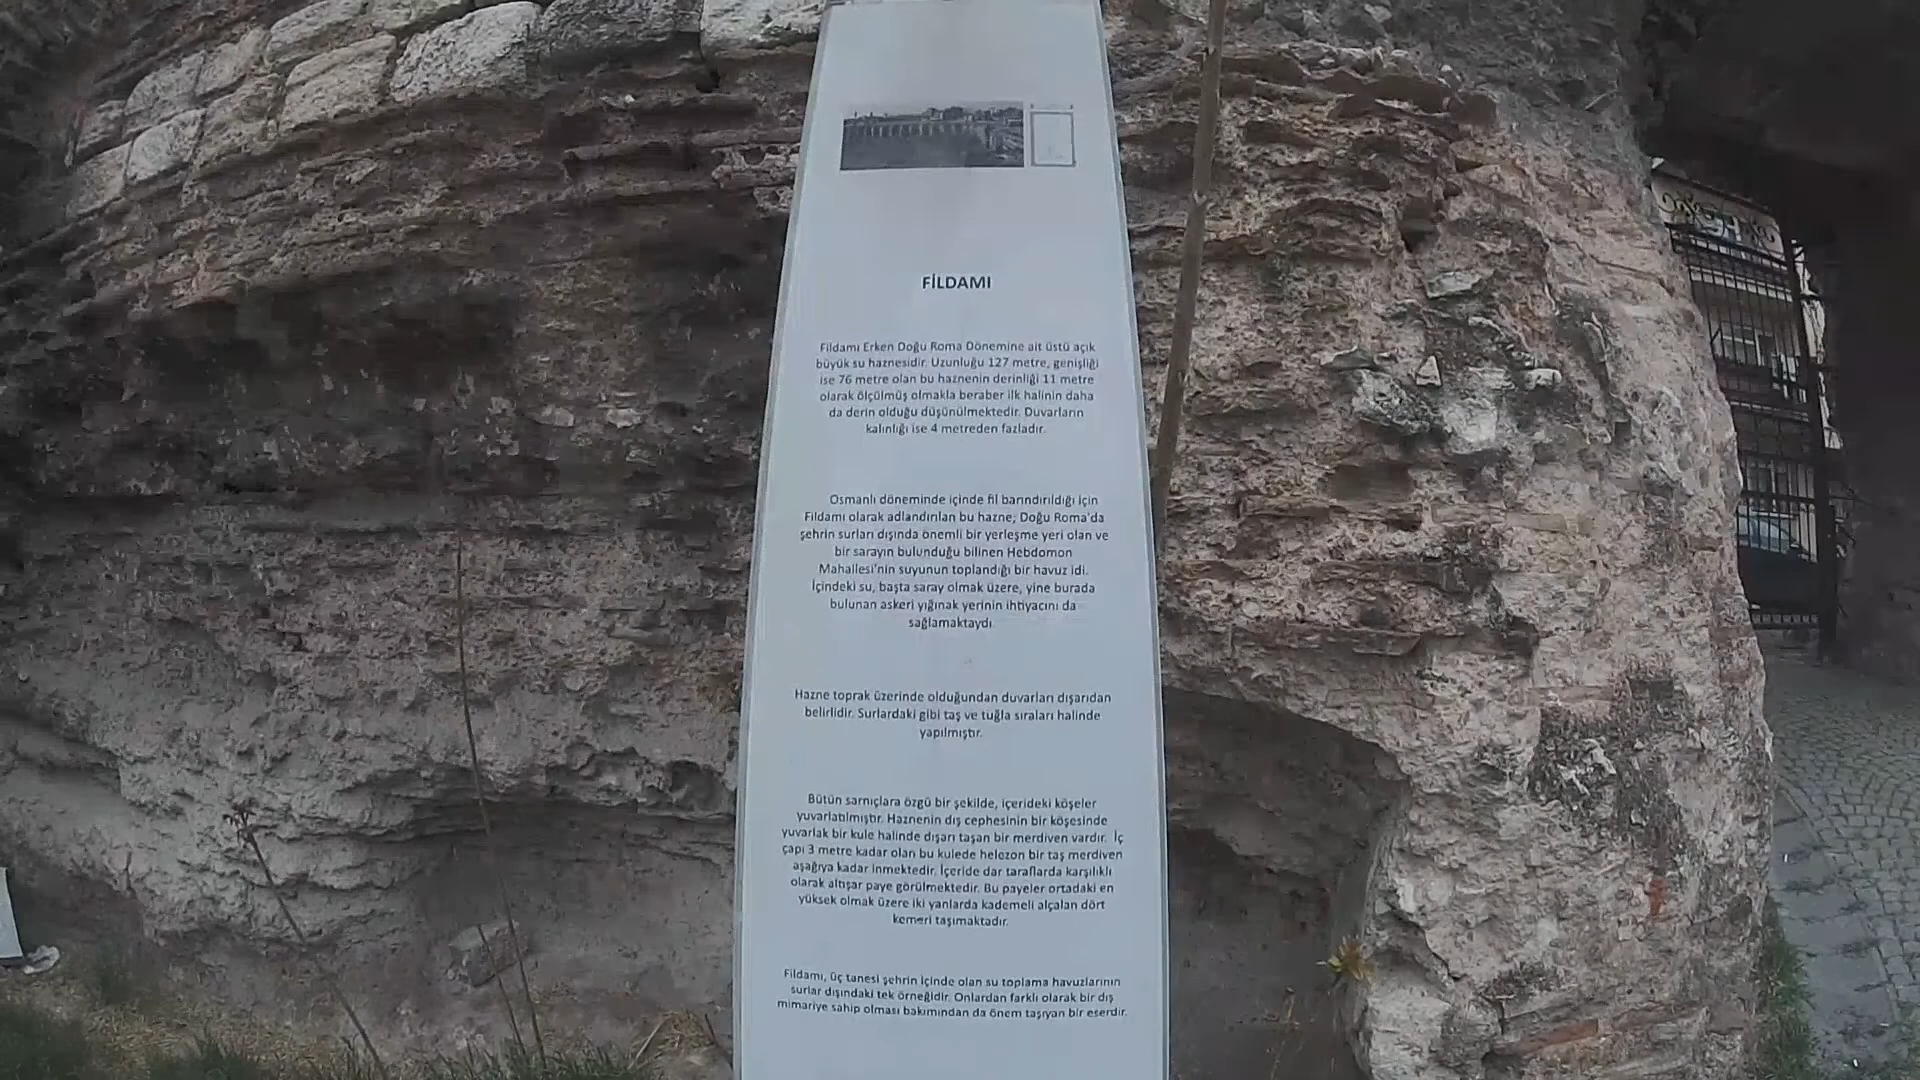 FİLDAMI
Fildamı Erken Doğu Roma Dönemine ait üstü açık
büyük su haznesidir. Uzunluğu 127 metre, genişliği
ise 76 metre olan bu haznenin derinliği 11 metre
olarak ölçülmüş olmakla beraber ilk halinin daha
da derin olduğu düşünülmektedir. Duvarların
kalınlığı ise 4 metreden fazladır.
Osmanlı döneminde içinde fil barındırıldığı için
Fildamı olarak adlandırılan bu hazne; Doğu Roma'da
şehrin surları dışında önemli bir yerleşme yeri olan ve
bir sarayın bulunduğu bilinen Hebdomon
Mahallesi'nin suyunun toplandığı bir havuz idi.
İçindeki su, başta saray olmak üzere, yine burada
bulunan askeri yığınak yerinin ihtiyacını da
sağlamaktaydı.
Hazne toprak üzerinde olduğundan duvarları dışarıdan
belirlidir. Surlardaki gibi taş ve tuğla sıraları halinde
yapılmıştır.
Bütün sarnıçlara özgü bir şekilde, içerideki köşeler
yuvarlatılmıştır. Haznenin dış cephesinin bir köşesinde
yuvarlak bir kule halinde dışarı taşan bir merdiven vardır. İç
çapı 3 metre kadar olan bu kulede helezon bir taş merdiven
aşağıya kadar inmektedir. İçeride dar taraflarda karşılıklı
olarak altışar paye görülmektedir. Bu payeler ortadaki en
yüksek olmak üzere iki yanlarda kademeli alçalan dört
kemeri taşımaktadır.
Fildamı, üç tanesi şehrin içinde olan su toplama havuzlarının
surlar dışındaki tek örneğidir. Onlardan farklı olarak bir dış
mimariye sahip olması bakımından da önem taşıyan bir eserdir.